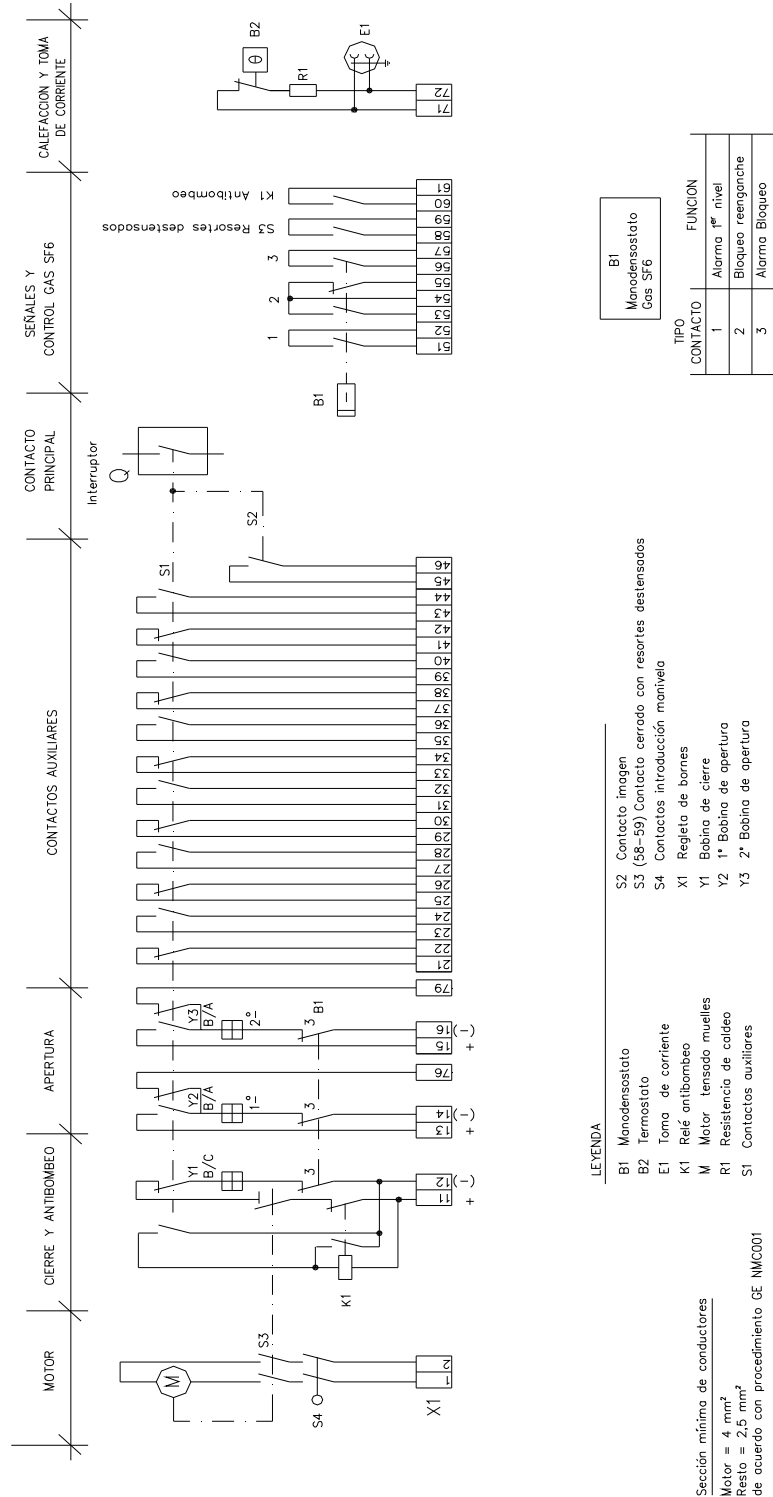 MOTOR
CIERRE Y ANTIBOMBEO
APERTURA
CONTACTOS AUXILIARES
CONTACTO
PRINCIPAL
SEÑALES Y
CONTROL GAS SF6
CALEFACCION Y TOMA
DE CORRIENTE
M
S3
S4
X1
1
2
K1
Y1
B/C
3
11
12
+
(-)
Y2
B/A
1º
3
13
14
+
(-)
76
Y3
B/A
2º
3
B1
15
16
+
(-)
79
21
22
23
24
25
26
27
28
29
30
31
32
33
34
35
36
37
38
39
40
41
42
43
44
45
46
S1
S2
Interruptor
Q
B1
1
2
3
S3 Resortes destensados
K1 Antibombeo
51
52
53
54
55
56
57
58
59
60
61
B2
θ
R1
E1
71
72
Sección mínima de conductores
Motor = 4 mm²
Resto = 2,5 mm²
de acuerdo con procedimiento GE NMC001
LEYENDA
B1 Manodensostato
B2 Termostato
E1 Toma de corriente
K1 Relé antibombeo
M Motor tensado muelles
R1 Resistencia de caldeo
S1 Contactos auxiliares
S2 Contacto imagen
S3 (58-59) Contacto cerrado con resortes destensados
S4 Contactos introducción manivela
X1 Regleta de bornes
Y1 Bobina de cierre
Y2 1ª Bobina de apertura
Y3 2ª Bobina de apertura
B1
Manodensostato
Gas SF6
TIPO
CONTACTO
FUNCION
1 Alarma 1er nivel
2 Bloqueo reenganche
3 Alarma Bloqueo